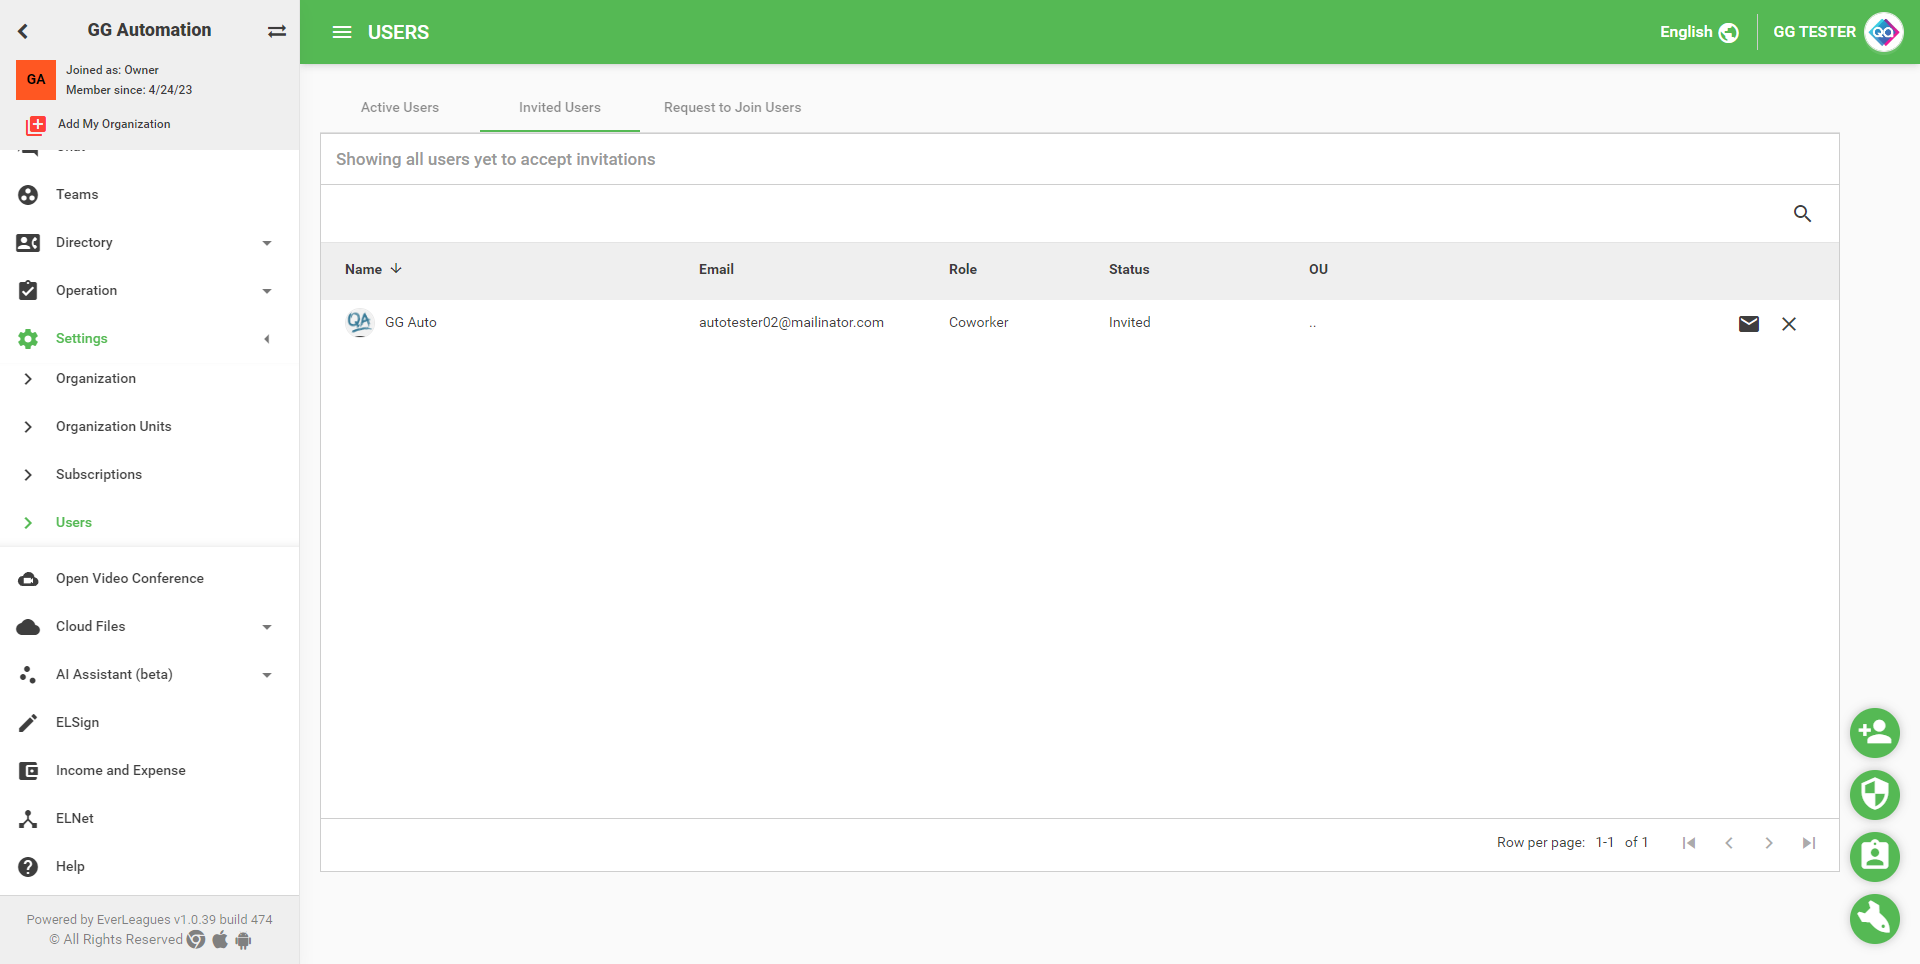 GG Automation
GA
Joined as: Owner
Member since: 4/24/23
Add My Organization
Teams
Directory
Operation
Settings
Organization
Organization Units
Subscriptions
Users
Open Video Conference
Cloud Files
AI Assistant (beta)
ELSign
Income and Expense
ELNet
Help
Powered by EverLeagues v1.0.39 build 474
© All Rights Reserved
USERS
English
GG TESTER
QA
Active Users
Invited Users
Request to Join Users
Showing all users yet to accept invitations
Name Email Role Status OU
QA GG Auto autotester02@mailinator.com Coworker Invited ..
Row per page: 1-1 of 1